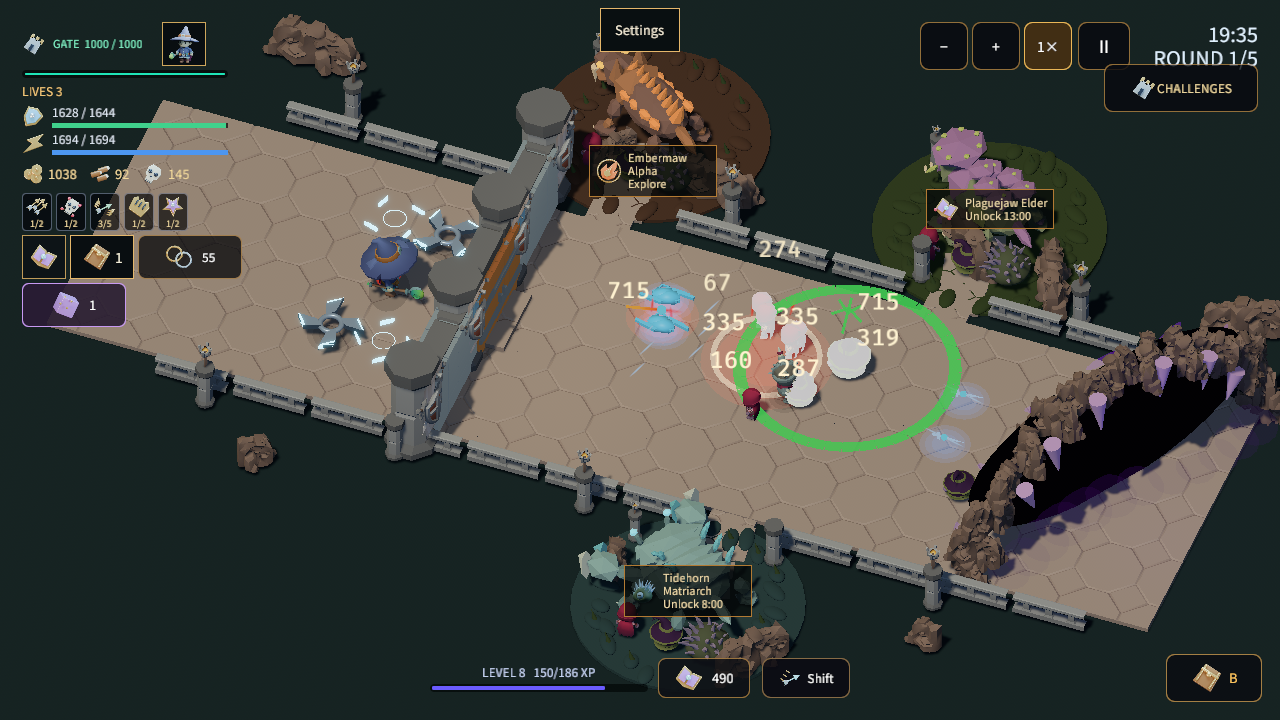 Settings
GATE 1000 / 1000
− + 1× II
19:35
ROUND 1/5
CHALLENGES
LIVES 3
1628 / 1644
1694 / 1694
1038 92 145
1/2 1/2 3/5 1/2 1/2
1 55
1
Embermaw
Alpha
Explore
Plaguejaw Elder
Unlock 13:00
274
67
715
715
335
335
319
160
287
Tidehorn
Matriarch
Unlock 8:00
LEVEL 8 150/186 XP
490
Shift
B